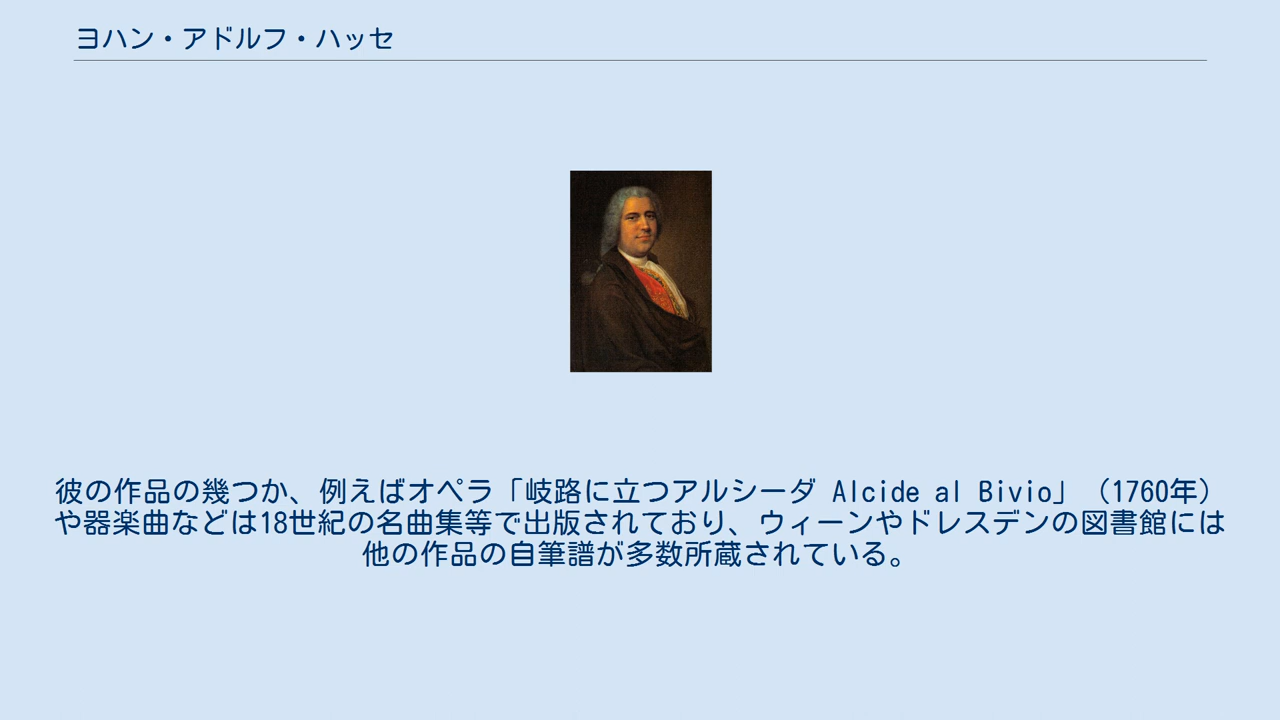 ヨハン・アドルフ・ハッセ
彼の作品の幾つか、例えばオペラ「岐路に立つアルシーダ Alcide al Bivio」（1760年）
や器楽曲などは18世紀の名曲集等で出版されており、ウィーンやドレスデンの図書館には
他の作品の自筆譜が多数所蔵されている。